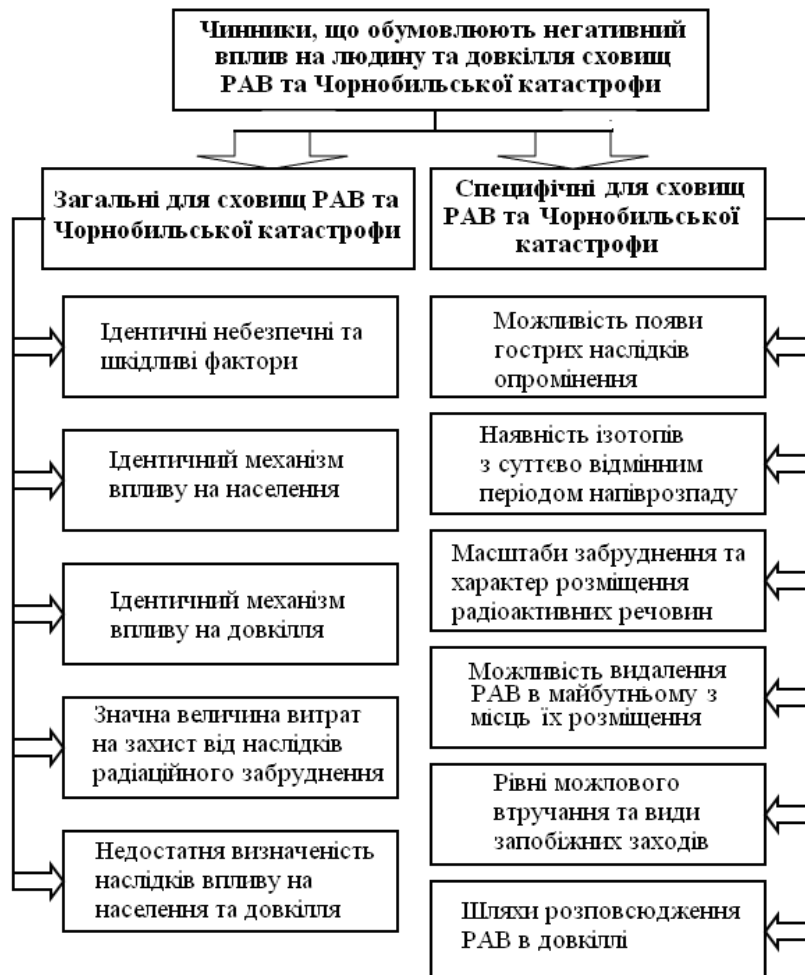 Чинники, що обумовлюють негативний
вплив на людину та довкілля сховищ
РАВ та Чорнобильської катастрофи
Загальні для сховищ РАВ та
Чорнобильської катастрофи
Ідентичні небезпечні та
шкідливі фактори
Ідентичний механізм
впливу на населення
Ідентичний механізм
впливу на довкілля
Значна величина витрат
на захист від наслідків
радіаційного забруднення
Недостатня визначеність
наслідків впливу на
населення та довкілля
Специфічні для сховищ
РАВ та Чорнобильської
катастрофи
Можливість появи
гострих наслідків
опромінення
Наявність ізотопів
з суттєво відмінним
періодом напіврозпаду
Масштаби забруднення та
характер розміщення
радіоактивних речовин
Можливість видалення
РАВ в майбутньому з
місць їх розміщення
Рівні можлового
втручання та види
запобіжних заходів
Шляхи розповсюдження
РАВ в довкіллі